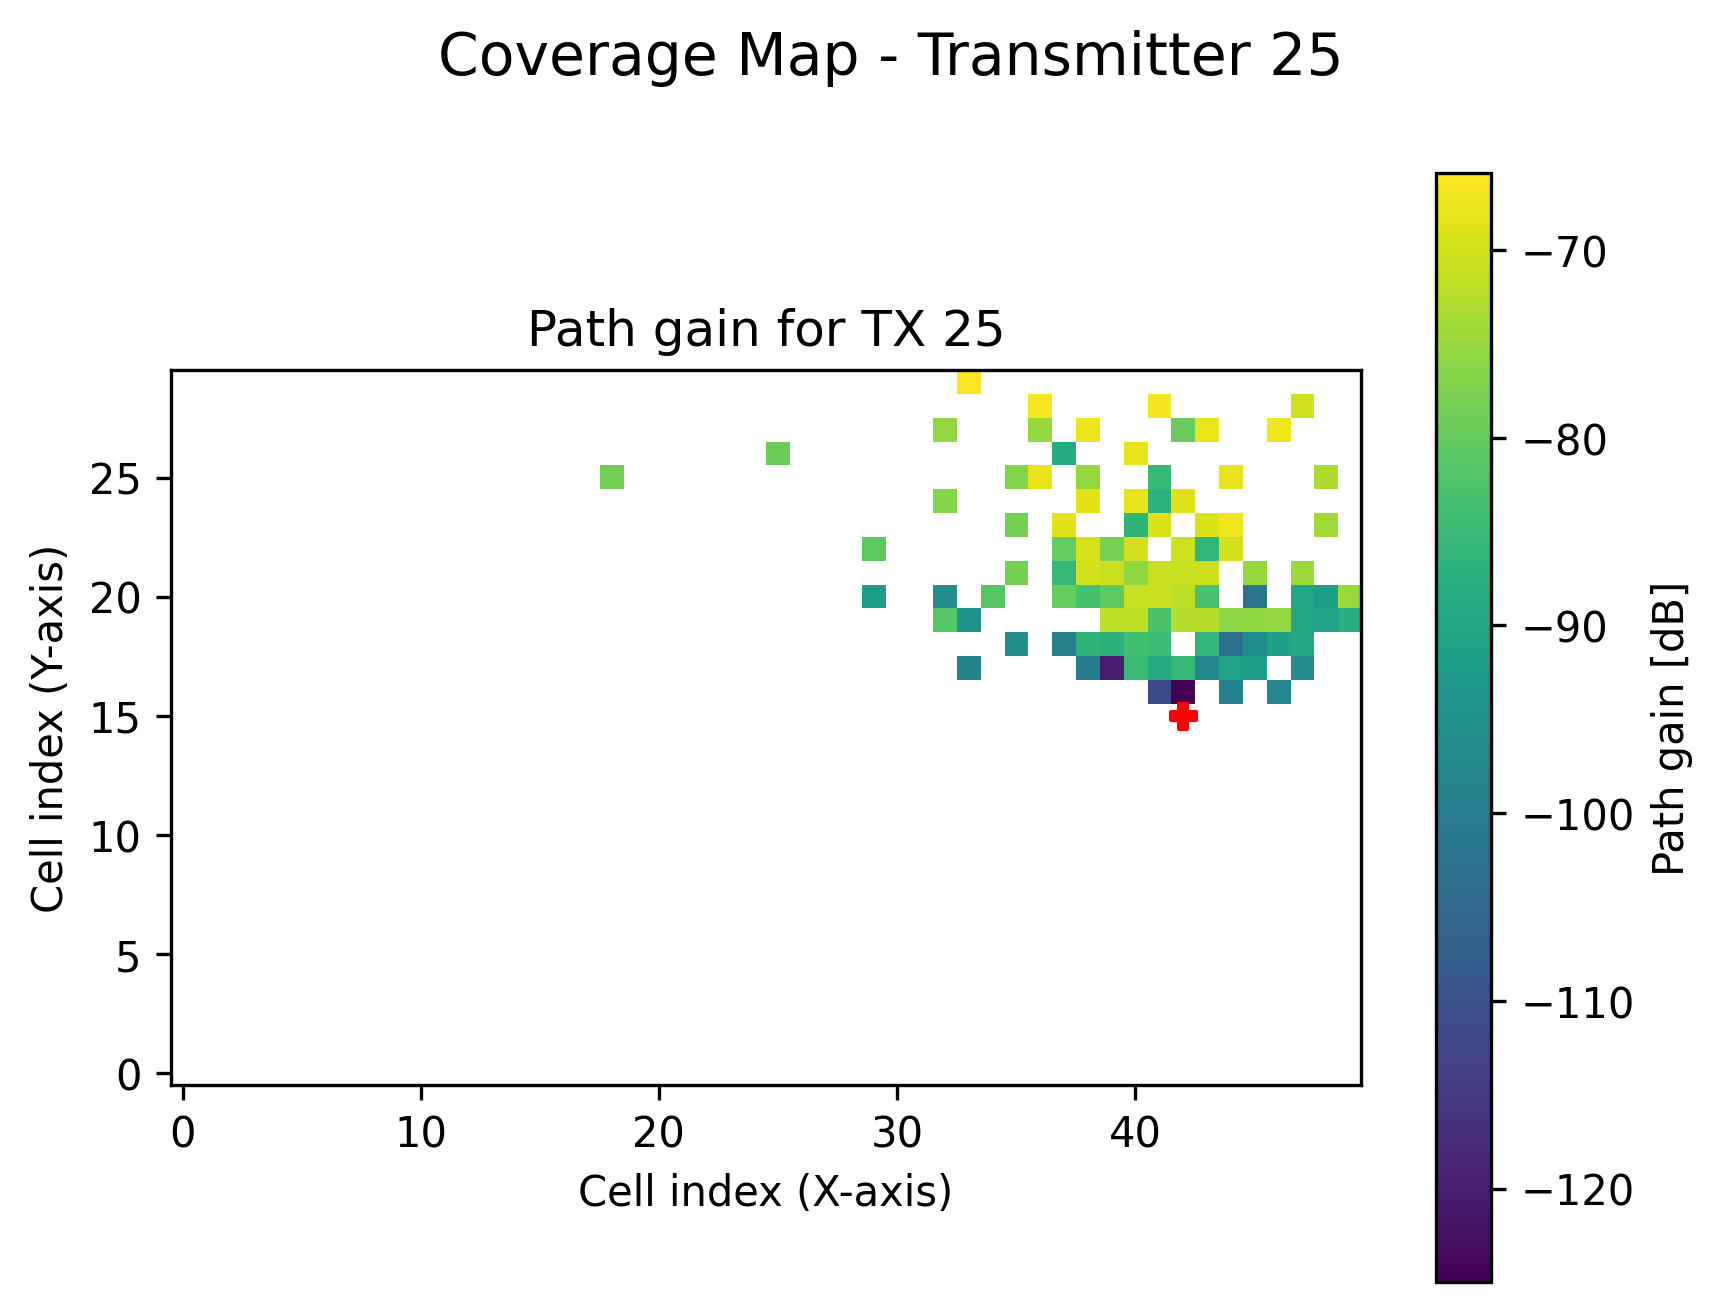 Coverage Map - Transmitter 25
Path gain for TX 25
Cell index (Y-axis)
25
20
15
10
5
0
0 10 20 30 40
Cell index (X-axis)
−70
−80
−90
−100
−110
−120
Path gain [dB]